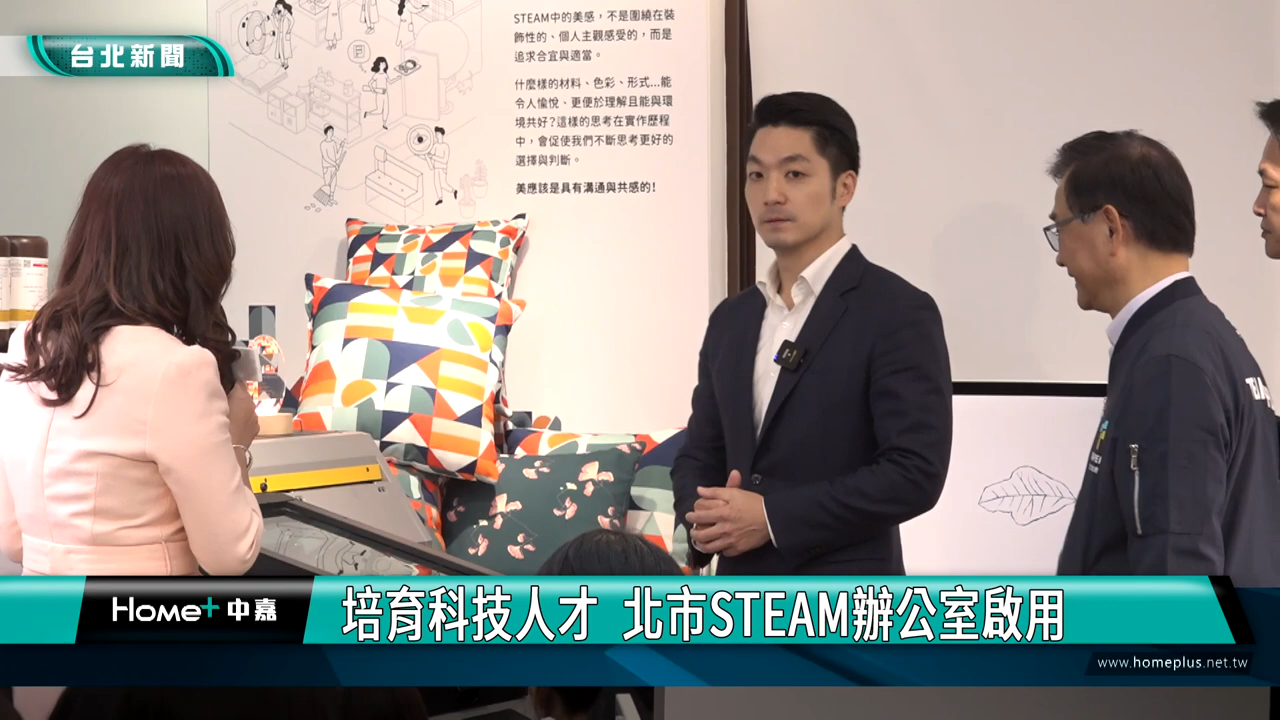 台北新聞
STEAM中的美感，不是圍繞在裝
飾性的、個人主觀感受的，而是
追求合宜與適當。
什麼樣的材料、色彩、形式...能
令人愉悅、更便於理解且能與環
境共好?這樣的思考在實作歷程
中，會促使我們不斷思考更好的
選擇與判斷。
美應該是具有溝通與共感的!
Home+中嘉
培育科技人才 北市STEAM辦公室啟用
www.homeplus.net.tw